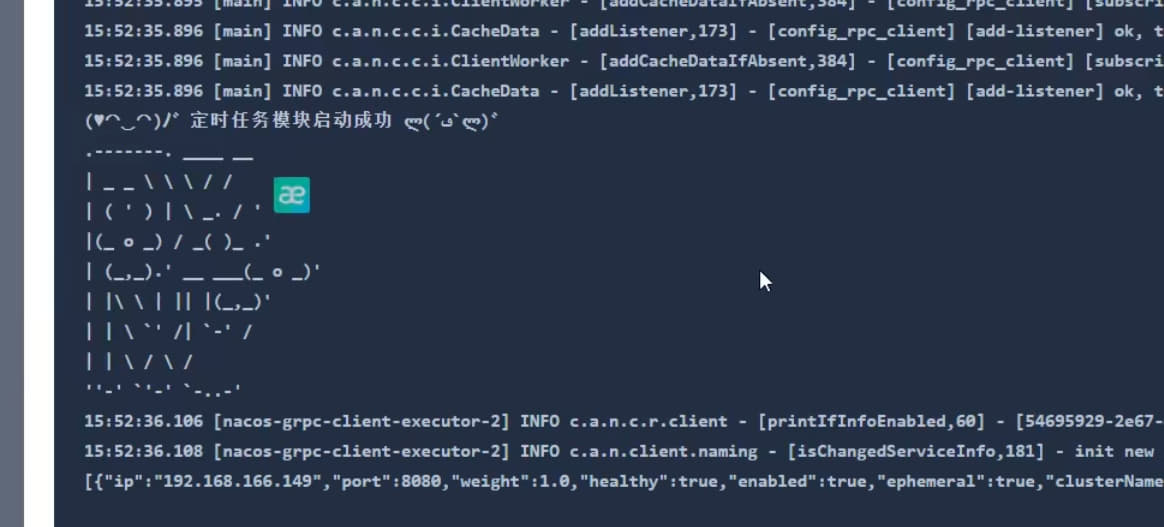 15:52:35.895 [main] INFO c.a.n.c.c.i.ClientWorker - [addCacheDataIfAbsent,384] - [config_rpc_client] [subscri
15:52:35.896 [main] INFO c.a.n.c.c.i.CacheData - [addListener,173] - [config_rpc_client] [add-listener] ok, t
15:52:35.896 [main] INFO c.a.n.c.c.i.ClientWorker - [addCacheDataIfAbsent,384] - [config_rpc_client] [subscri
15:52:35.896 [main] INFO c.a.n.c.c.i.CacheData - [addListener,173] - [config_rpc_client] [add-listener] ok, t
(♥◠‿◠)ﾉﾞ 定时任务模块启动成功 ლ(´ڡ`ლ)ﾞ
.-------. ____ __
| _ _ \ \ \ / /
| ( ' ) | \ _. / '
|(_ o _) / _( )_ .'
| (_,_).' __ ___(_ o _)'
| |\ \ | || |(_,_)'
| | \ `' /| `-' /
| | \ / \ /
''-' `'-' `-..-'
æ
15:52:36.106 [nacos-grpc-client-executor-2] INFO c.a.n.c.r.client - [printIfInfoEnabled,60] - [54695929-2e67-
15:52:36.108 [nacos-grpc-client-executor-2] INFO c.a.n.client.naming - [isChangedServiceInfo,181] - init new
[{"ip":"192.168.166.149","port":8080,"weight":1.0,"healthy":true,"enabled":true,"ephemeral":true,"clusterName